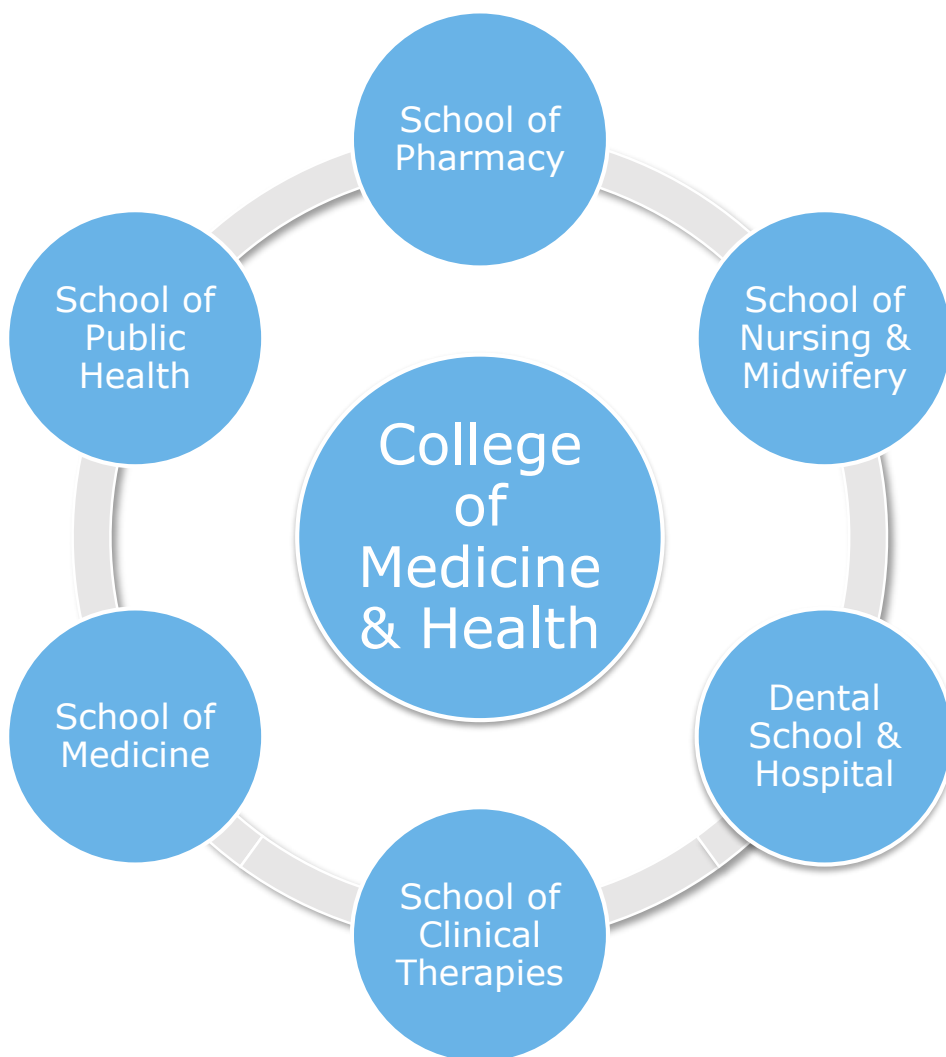 School of
Pharmacy
School of
Nursing &
Midwifery
Dental
School &
Hospital
School of
Clinical
Therapies
School of
Medicine
School of
Public
Health
College
of
Medicine
& Health